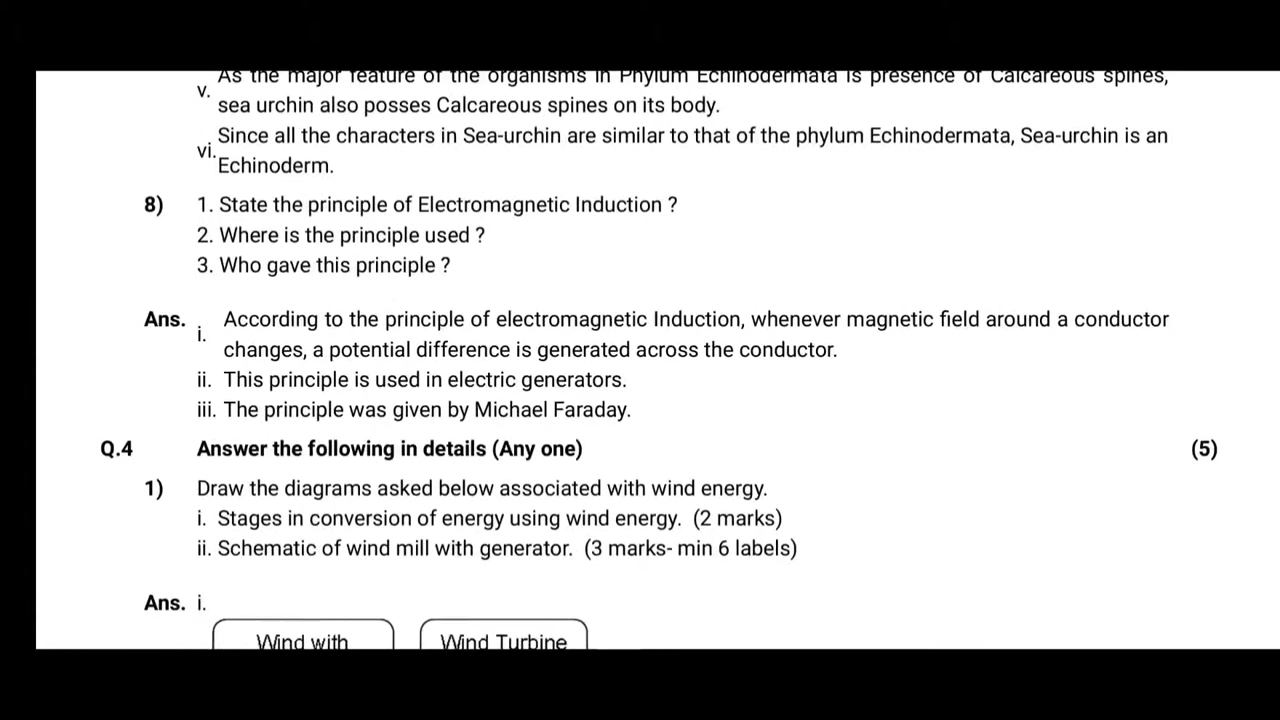 As the major feature of the organisms in Phylum Echinodermata is presence of Calcareous spines,
v.
sea urchin also posses Calcareous spines on its body.
Since all the characters in Sea-urchin are similar to that of the phylum Echinodermata, Sea-urchin is an
vi.
Echinoderm.
8) 1. State the principle of Electromagnetic Induction ?
2. Where is the principle used ?
3. Who gave this principle ?
Ans. i. According to the principle of electromagnetic Induction, whenever magnetic field around a conductor
changes, a potential difference is generated across the conductor.
ii. This principle is used in electric generators.
iii. The principle was given by Michael Faraday.
Q.4 Answer the following in details (Any one) (5)
1) Draw the diagrams asked below associated with wind energy.
i. Stages in conversion of energy using wind energy. (2 marks)
ii. Schematic of wind mill with generator. (3 marks- min 6 labels)
Ans. i.
Wind with Wind Turbine